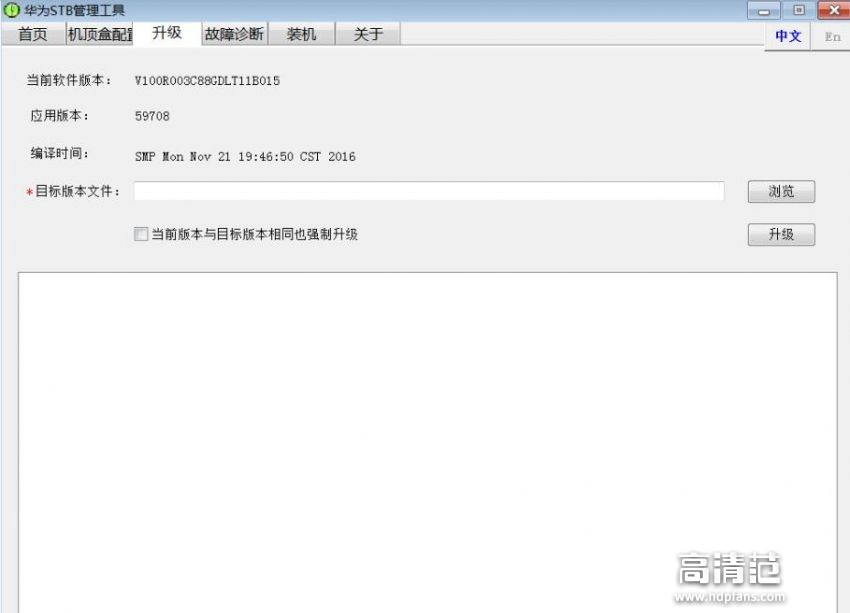 华为STB管理工具
首页 机顶盒配置 升级 故障诊断 装机 关于 中文 En
当前软件版本： V100R003C88GDLT11B015
应用版本： 59708
编译时间： SMP Mon Nov 21 19:46:50 CST 2016
*目标版本文件： 浏览
当前版本与目标版本相同也强制升级 升级
高清范
www.hdpfans.com